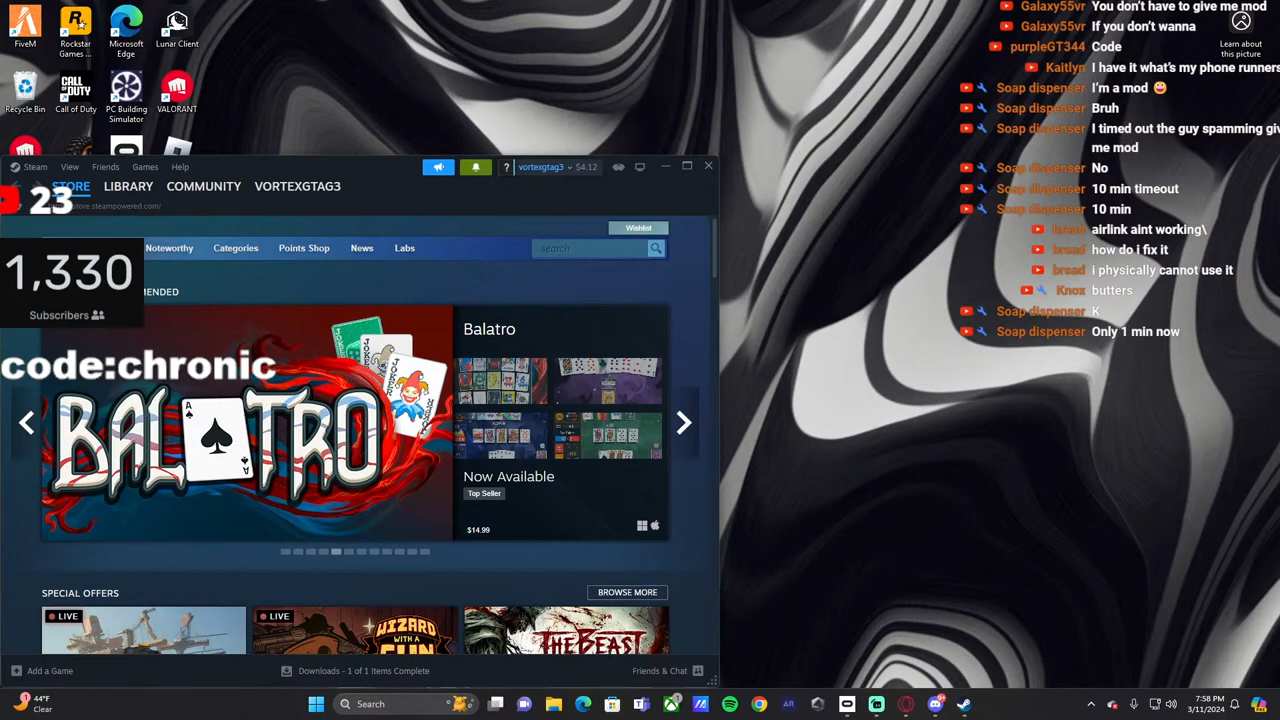 FiveM
Rockstar
Games ...
Microsoft
Edge
Lunar Client
Recycle Bin
Call of Duty
PC Building
Simulator
VALORANT
Learn about
this picture
Galaxy55vr You don't have to give me mod
Galaxy55vr If you don't wanna
purpleGT344 Code
Kaitlyn I have it what's my phone runners
Soap dispenser I'm a mod
Soap dispenser Bruh
Soap dispenser I timed out the guy spamming giv
me mod
Soap dispenser No
Soap dispenser 10 min timeout
Soap dispenser 10 min
bread airlink aint working\
bread how do i fix it
bread i physically cannot use it
Knox butters
Soap dispenser K
Soap dispenser Only 1 min now
Steam View Friends Games Help
vortexgtag3 $4.12
STORE LIBRARY COMMUNITY VORTEXGTAG3
store.steampowered.com/
23
Wishlist
Noteworthy Categories Points Shop News Labs
search
1,330
Subscribers
MENDED
code:chronic
BALATRO
A
JOKER
Balatro
Now Available
Top Seller
$14.99
SPECIAL OFFERS
BROWSE MORE
LIVE
LIVE
WIZARD
WITH A
GUN
THE BEAST
Add a Game
Downloads - 1 of 1 Items Complete
Friends & Chat
44°F
Clear
Search
7:58 PM
3/11/2024